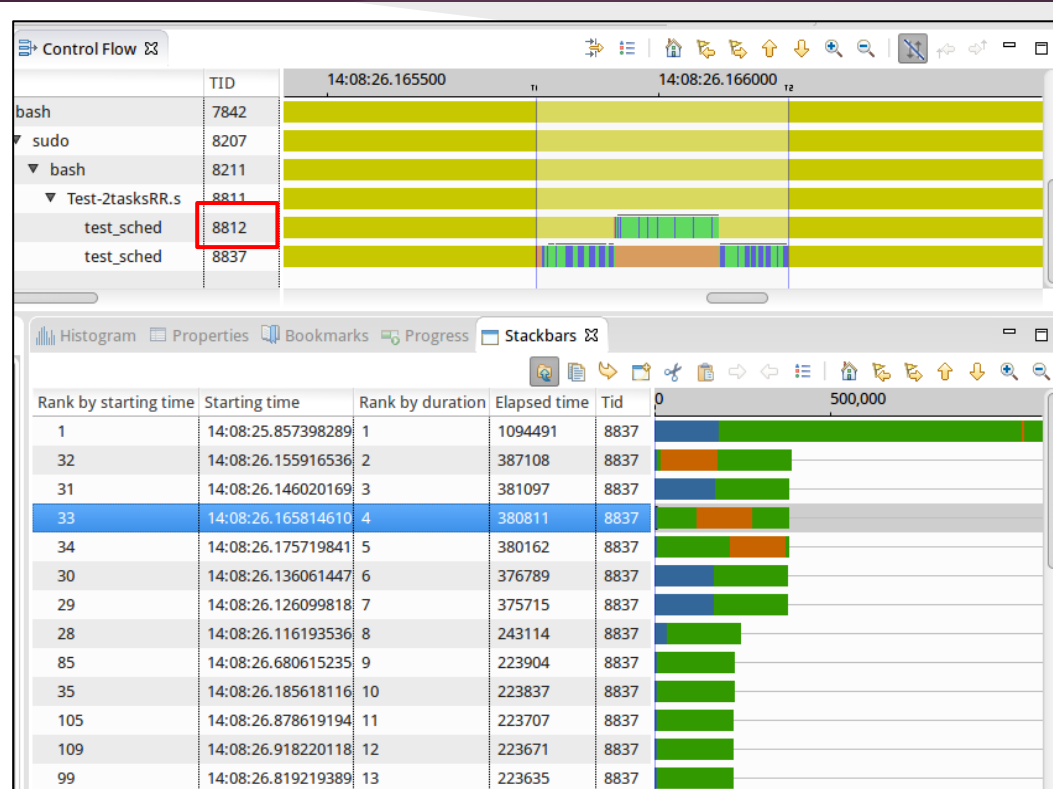 Control Flow
TID 14:08:26.165500 14:08:26.166000
T1 T2
bash 7842
sudo 8207
bash 8211
Test-2tasksRR.s 8811
test_sched 8812
test_sched 8837
Histogram Properties Bookmarks Progress Stackbars
Rank by starting time Starting time Rank by duration Elapsed time Tid 0 500,000
1 14:08:25.857398289 1 1094491 8837
32 14:08:26.155916536 2 387108 8837
31 14:08:26.146020169 3 381097 8837
33 14:08:26.165814610 4 380811 8837
34 14:08:26.175719841 5 380162 8837
30 14:08:26.136061447 6 376789 8837
29 14:08:26.126099818 7 375715 8837
28 14:08:26.116193536 8 243114 8837
85 14:08:26.680615235 9 223904 8837
35 14:08:26.185618116 10 223837 8837
105 14:08:26.878619194 11 223707 8837
109 14:08:26.918220118 12 223671 8837
99 14:08:26.819219389 13 223635 8837